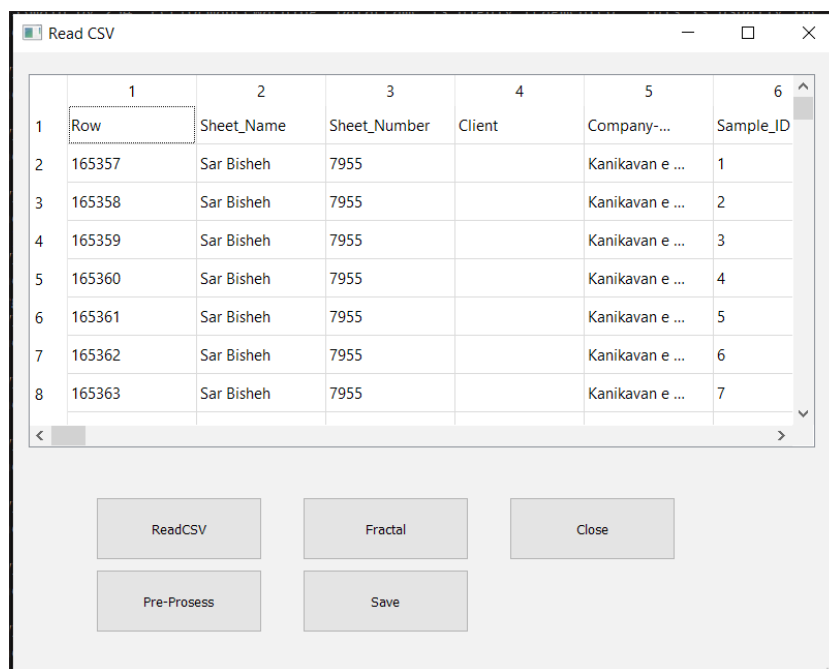 Read CSV
1 2 3 4 5 6
1 Row Sheet_Name Sheet_Number Client Company-... Sample_ID
2 165357 Sar Bisheh 7955 Kanikavan e ... 1
3 165358 Sar Bisheh 7955 Kanikavan e ... 2
4 165359 Sar Bisheh 7955 Kanikavan e ... 3
5 165360 Sar Bisheh 7955 Kanikavan e ... 4
6 165361 Sar Bisheh 7955 Kanikavan e ... 5
7 165362 Sar Bisheh 7955 Kanikavan e ... 6
8 165363 Sar Bisheh 7955 Kanikavan e ... 7
ReadCSV Fractal Close
Pre-Prosess Save